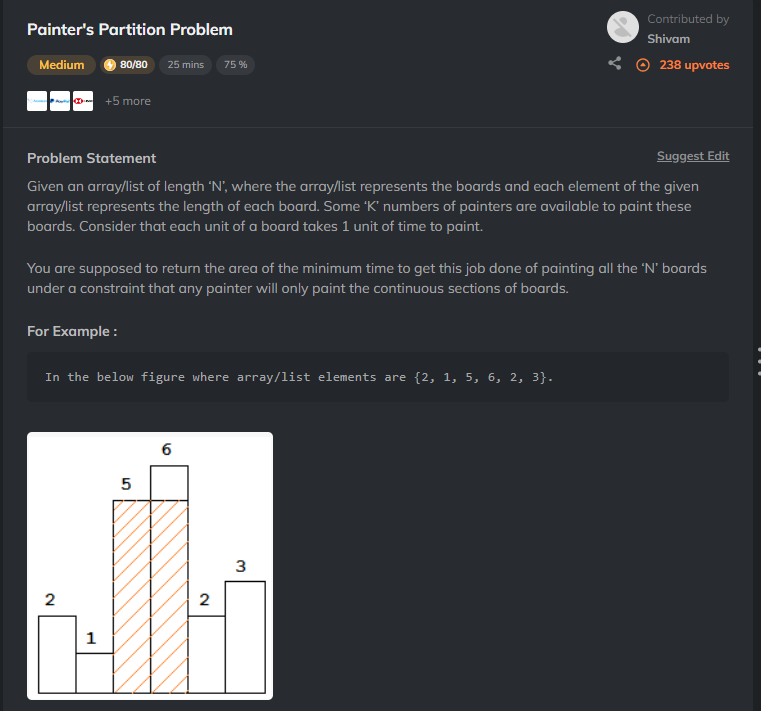 Painter's Partition Problem
Contributed by
Shivam
Medium
80/80
25 mins
75 %
238 upvotes
+5 more
Problem Statement
Suggest Edit
Given an array/list of length ‘N’, where the array/list represents the boards and each element of the given
array/list represents the length of each board. Some ‘K’ numbers of painters are available to paint these
boards. Consider that each unit of a board takes 1 unit of time to paint.
You are supposed to return the area of the minimum time to get this job done of painting all the ‘N’ boards
under a constraint that any painter will only paint the continuous sections of boards.
For Example :
In the below figure where array/list elements are {2, 1, 5, 6, 2, 3}.
6
5
3
2
2
1